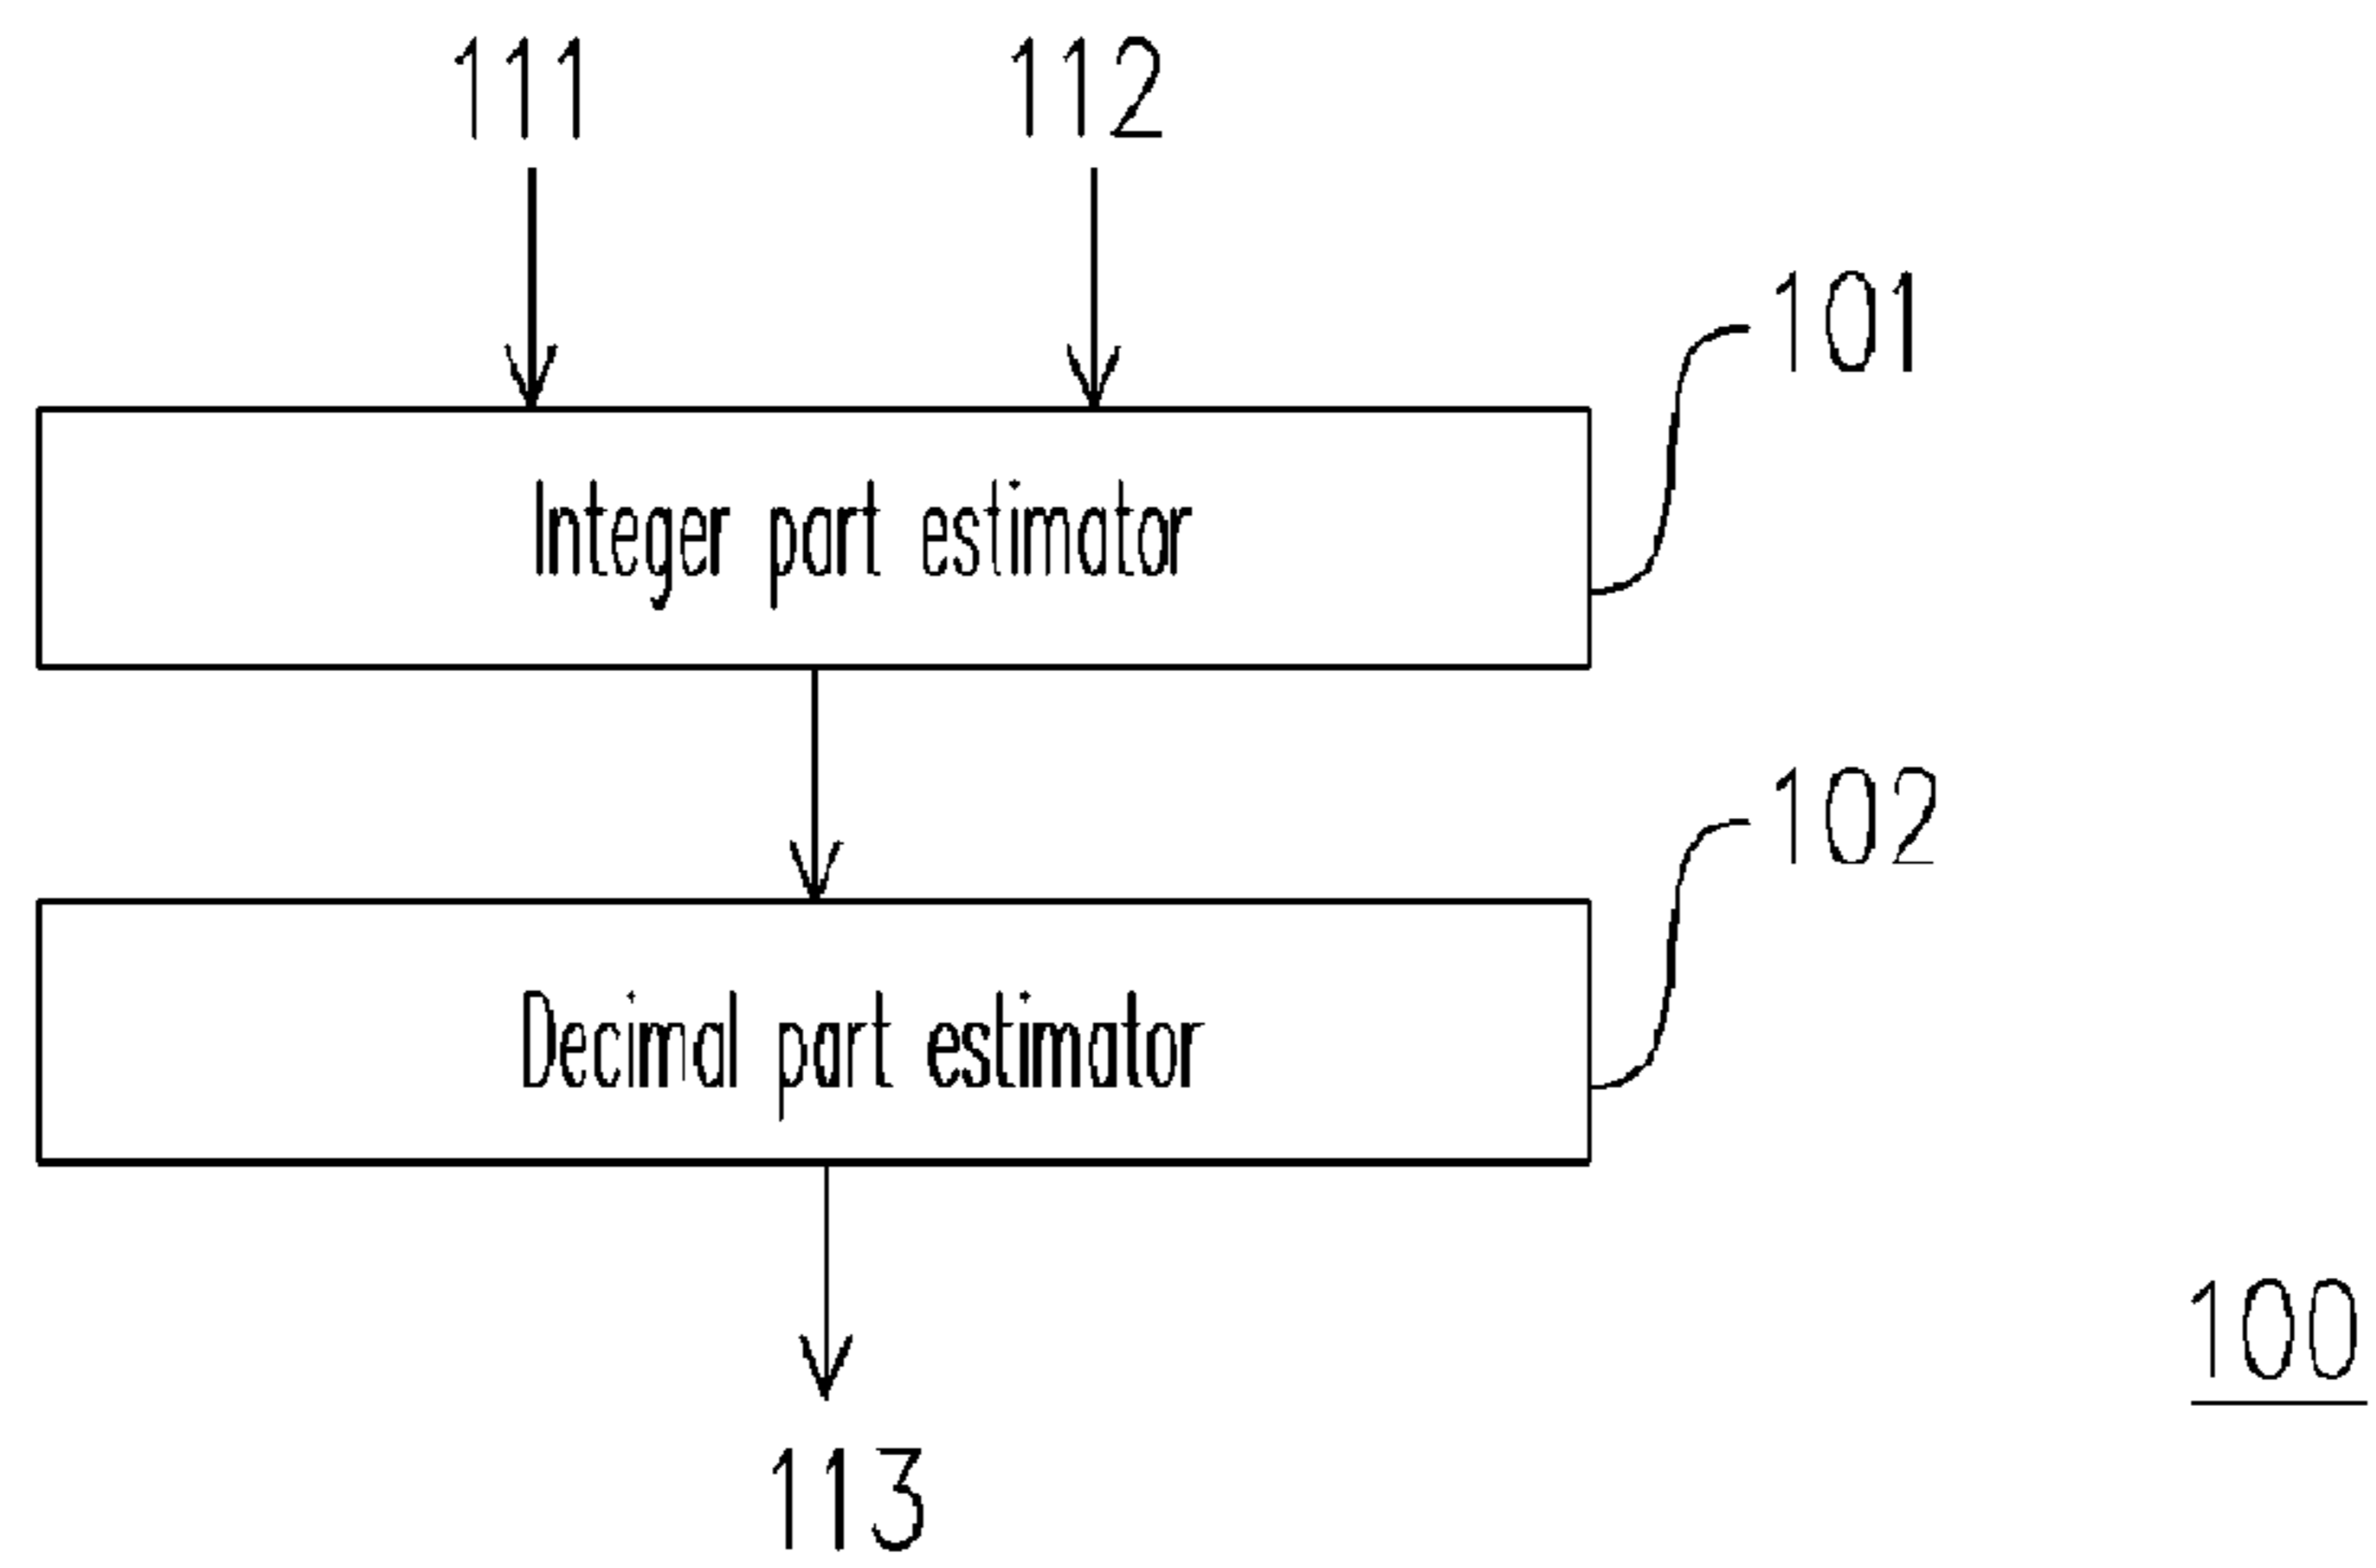 111 112
101
Integer part estimator
102
Decimal part estimator
100
113